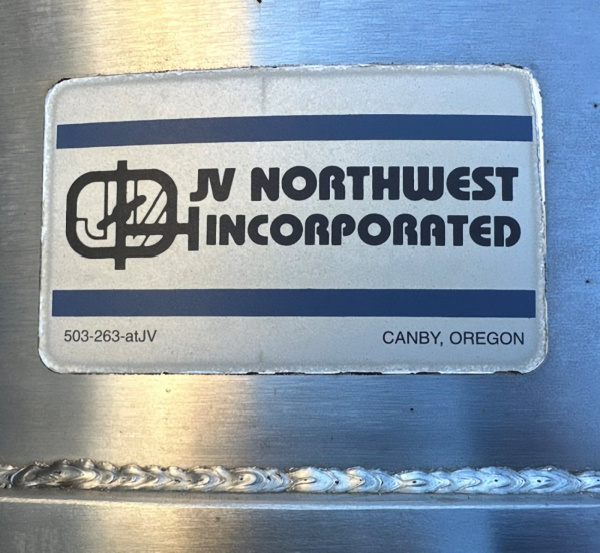 JV NORTHWEST
INCORPORATED
503-263-atJV
CANBY, OREGON